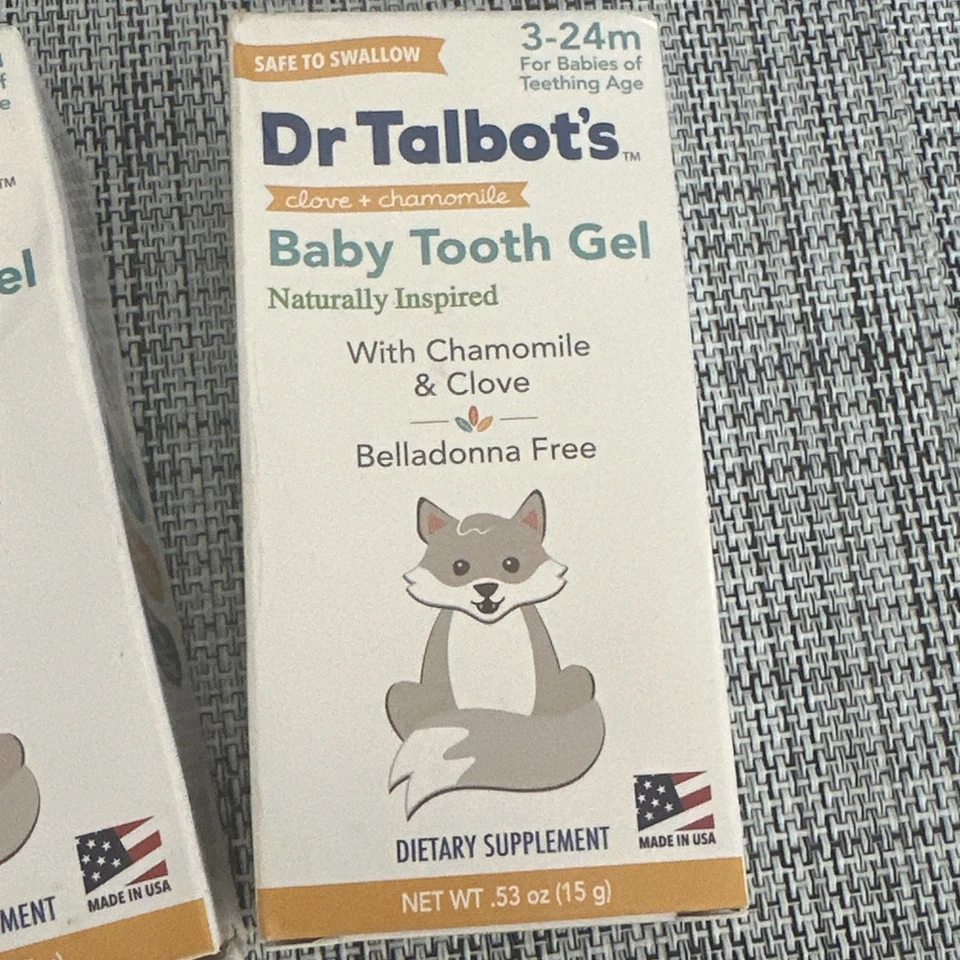 SAFE TO SWALLOW
3-24m
For Babies of
Teething Age
Dr Talbot's™
clove + chamomile
Baby Tooth Gel
Naturally Inspired
With Chamomile
& Clove
Belladonna Free
DIETARY SUPPLEMENT
MADE IN USA
NET WT .53 oz (15 g)
TM
el
MADE IN USA
MENT